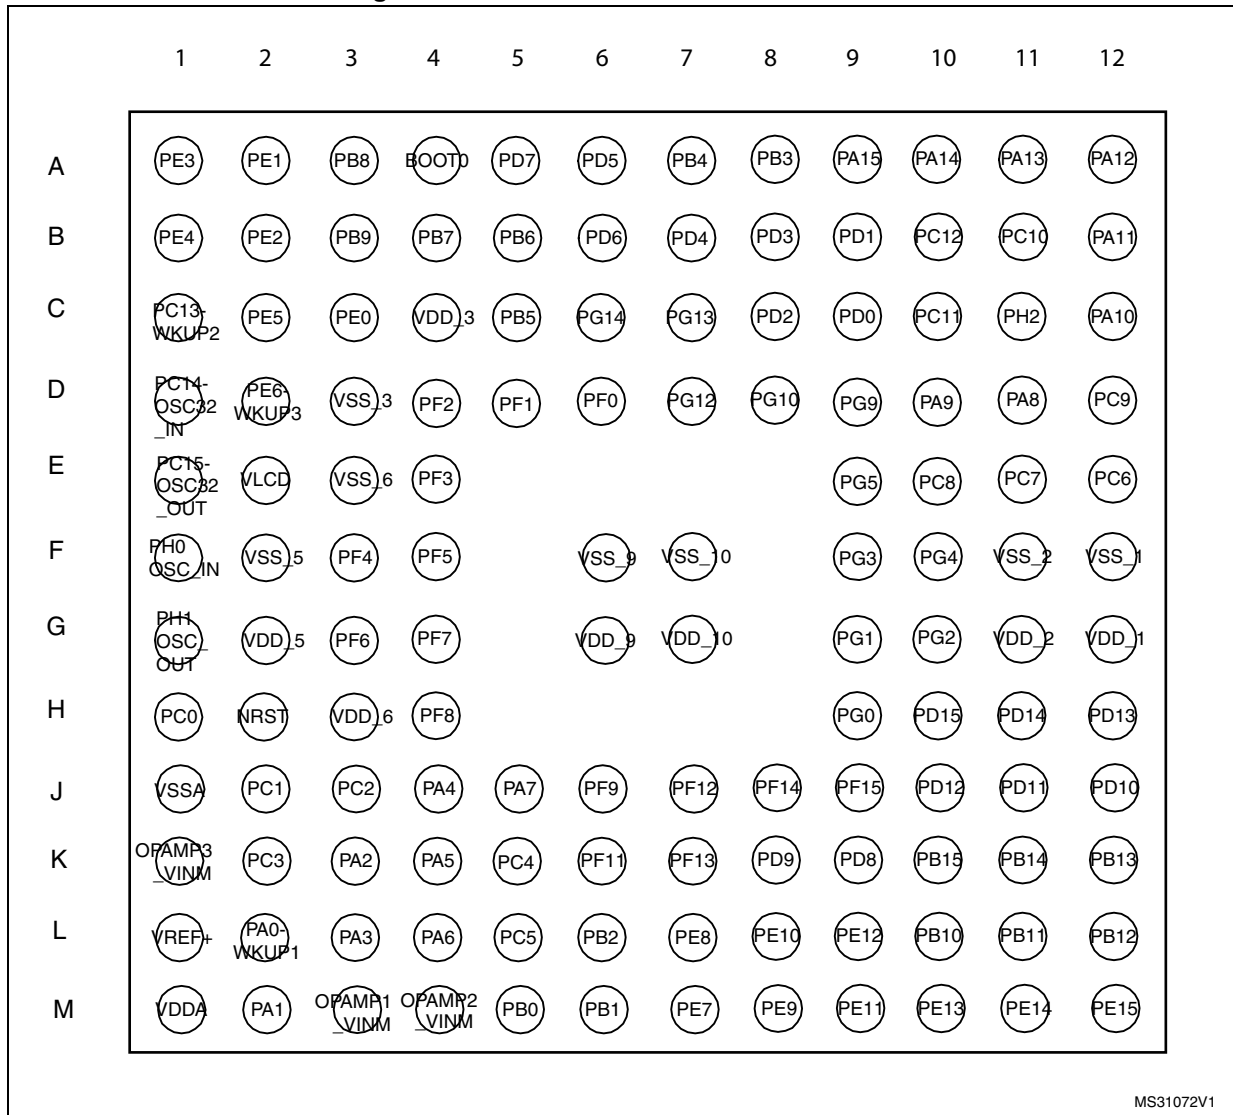 1 2 3 4 5 6 7 8 9 10 11 12
A PE3 PE1 PB8 BOOT0 PD7 PD5 PB4 PB3 PA15 PA14 PA13 PA12
B PE4 PE2 PB9 PB7 PB6 PD6 PD4 PD3 PD1 PC12 PC10 PA11
C PC13-WKUP2 PE5 PE0 VDD_3 PB5 PG14 PG13 PD2 PD0 PC11 PH2 PA10
D PC14-OSC32_IN PE6-WKUP3 VSS_3 PF2 PF1 PF0 PG12 PG10 PG9 PA9 PA8 PC9
E PC15-OSC32_OUT VLCD VSS_6 PF3 PG5 PC8 PC7 PC6
F PH0 OSC_IN VSS_5 PF4 PF5 VSS_9 VSS_10 PG3 PG4 VSS_2 VSS_1
G PH1 OSC_OUT VDD_5 PF6 PF7 VDD_9 VDD_10 PG1 PG2 VDD_2 VDD_1
H PC0 NRST VDD_6 PF8 PG0 PD15 PD14 PD13
J VSSA PC1 PC2 PA4 PA7 PF9 PF12 PF14 PF15 PD12 PD11 PD10
K OPAMP3_VINM PC3 PA2 PA5 PC4 PF11 PF13 PD9 PD8 PB15 PB14 PB13
L VREF+ PA0-WKUP1 PA3 PA6 PC5 PB2 PE8 PE10 PE12 PB10 PB11 PB12
M VDDA PA1 OPAMP1_VINM OPAMP2_VINM PB0 PB1 PE7 PE9 PE11 PE13 PE14 PE15
MS31072V1